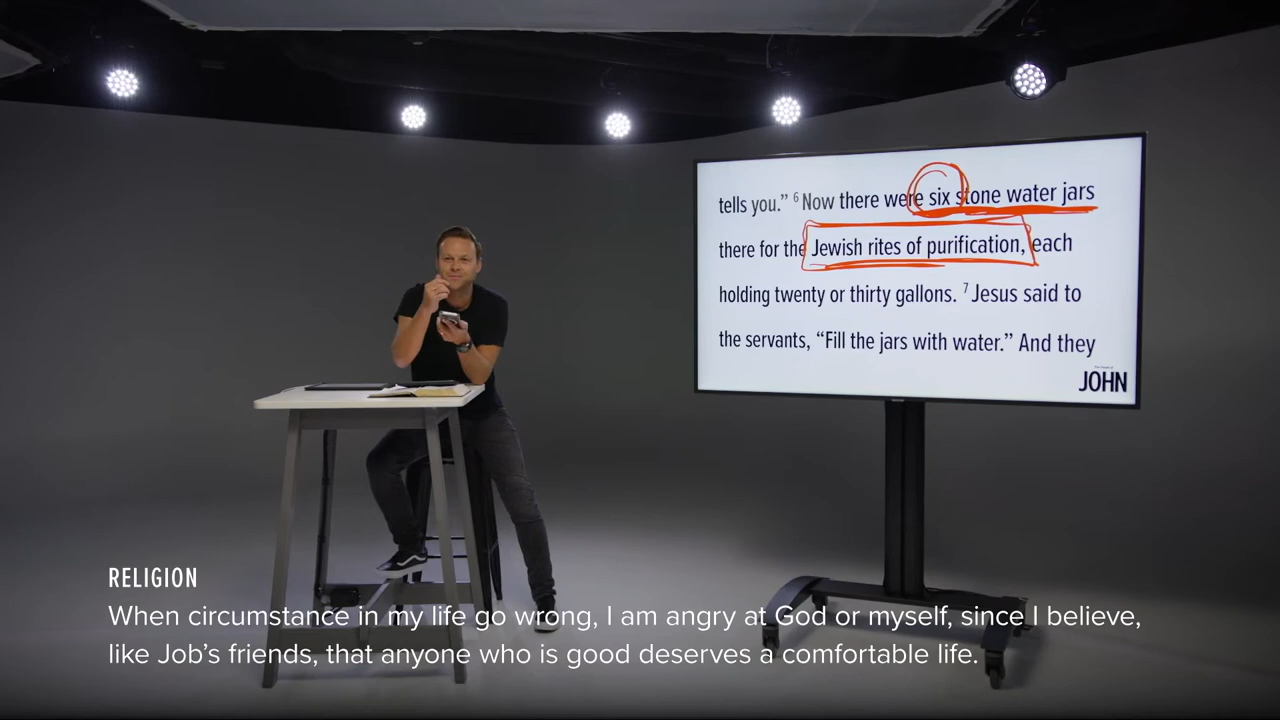 tells you.” 6 Now there were six stone water jars
there for the Jewish rites of purification, each
holding twenty or thirty gallons. 7 Jesus said to
the servants, “Fill the jars with water.” And they
JOHN
RELIGION
When circumstance in my life go wrong, I am angry at God or myself, since I believe,
like Job’s friends, that anyone who is good deserves a comfortable life.